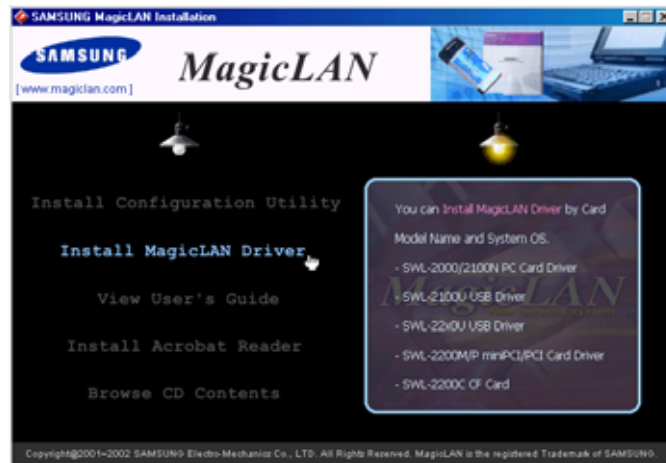 SAMSUNG MagicLAN Installation
SAMSUNG
MagicLAN
[www.magiclan.com]
Install Configuration Utility
Install MagicLAN Driver
View User's Guide
Install Acrobat Reader
Browse CD Contents
You can Install MagicLAN Driver by Card
Model Name and System OS.
- SWL-2000/2100N PC Card Driver
- SWL-2100U USB Driver
- SWL-22x0U USB Driver
- SWL-2200M/P miniPCI/PCI Card Driver
- SWL-2200C CF Card
MagicLAN
Copyright@2001-2002 SAMSUNG Electro-Mechanics Co., LTD. All Rights Reserved. MagicLAN is the registered Trademark of SAMSUNG.